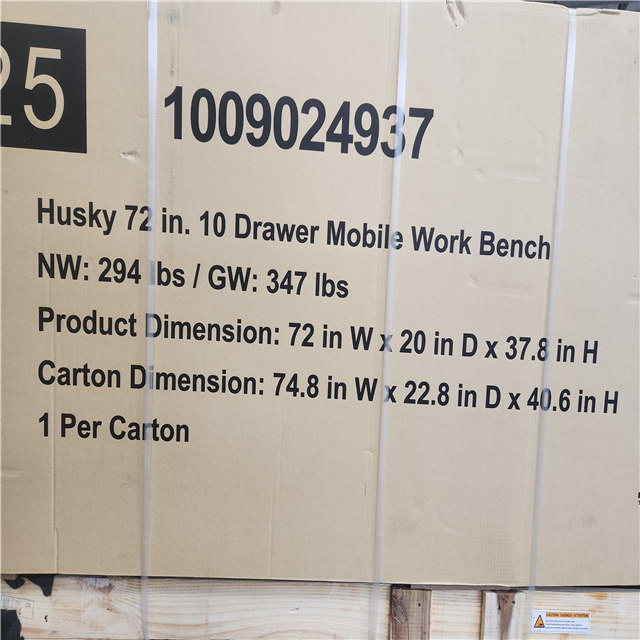 25
1009024937
Husky 72 in. 10 Drawer Mobile Work Bench
NW: 294 lbs / GW: 347 lbs
Product Dimension: 72 in W x 20 in D x 37.8 in H
Carton Dimension: 74.8 in W x 22.8 in D x 40.6 in H
1 Per Carton